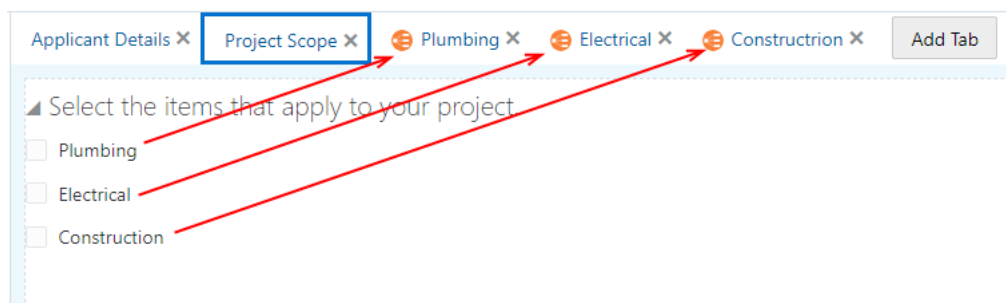 Applicant Details × Project Scope × Plumbing × Electrical × Constructrion × Add Tab
Select the items that apply to your project.
Plumbing
Electrical
Construction